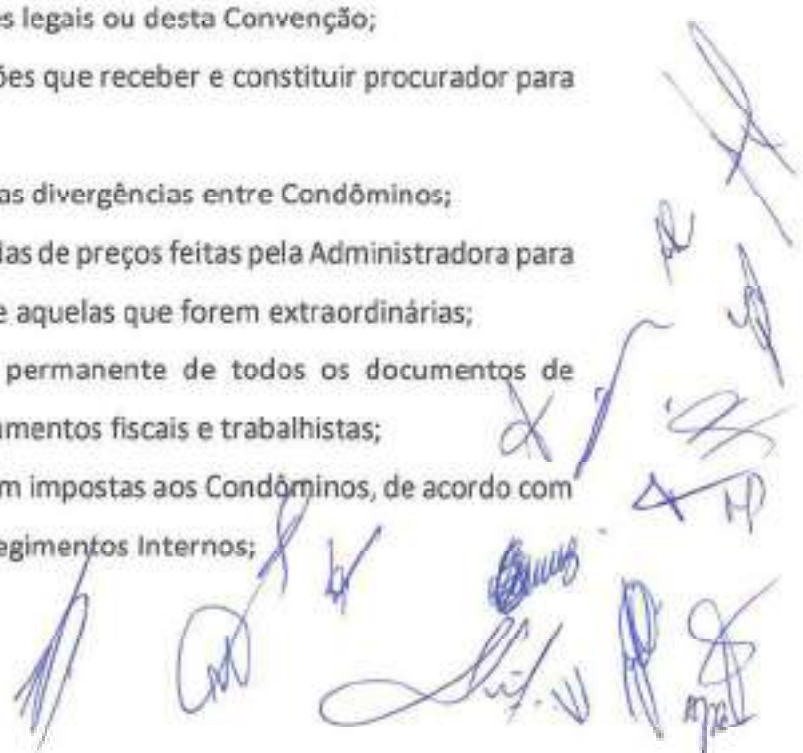 s legais ou desta Convenção;
ões que receber e constituir procurador para
as divergências entre Condôminos;
das de preços feitas pela Administradora para
e aquelas que forem extraordinárias;
permanente de todos os documentos de
umentos fiscais e trabalhistas;
m impostas aos Condôminos, de acordo com
egimentos Internos;